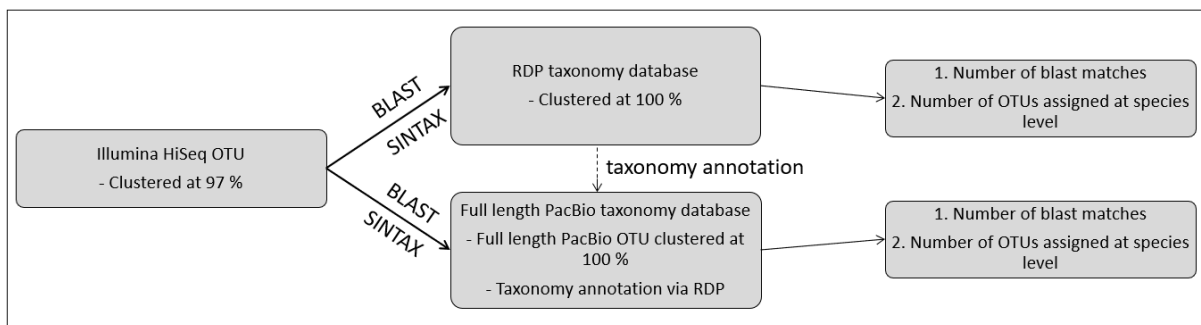 Illumina HiSeq OTU
- Clustered at 97 %
BLAST
SINTAX
BLAST
SINTAX
RDP taxonomy database
- Clustered at 100 %
taxonomy annotation
Full length PacBio taxonomy database
- Full length PacBio OTU clustered at
100 %
- Taxonomy annotation via RDP
1. Number of blast matches
2. Number of OTUs assigned at species
level
1. Number of blast matches
2. Number of OTUs assigned at species
level